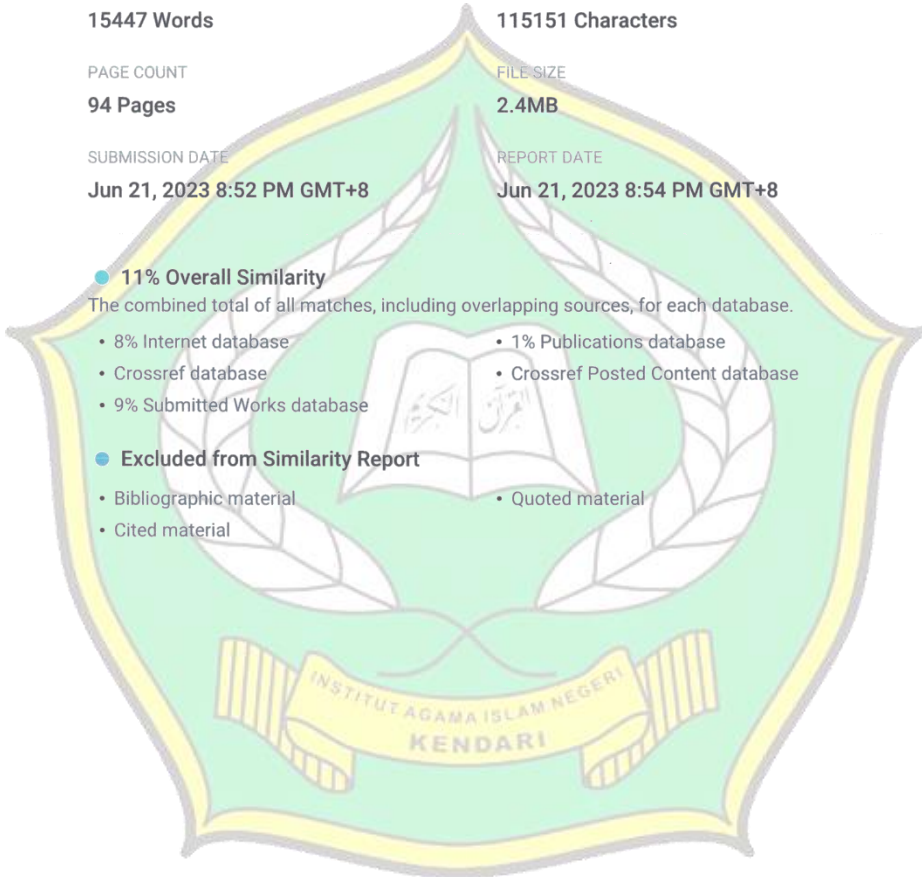 15447 Words
115151 Characters
PAGE COUNT
FILE SIZE
94 Pages
2.4MB
SUBMISSION DATE
REPORT DATE
Jun 21, 2023 8:52 PM GMT+8
Jun 21, 2023 8:54 PM GMT+8
11% Overall Similarity
The combined total of all matches, including overlapping sources, for each database.
• 8% Internet database
• 1% Publications database
• Crossref database
• Crossref Posted Content database
• 9% Submitted Works database
القرآن الكريم
Excluded from Similarity Report
• Bibliographic material
• Quoted material
• Cited material
INSTITUT AGAMA ISLAM NEGERI
KENDARI